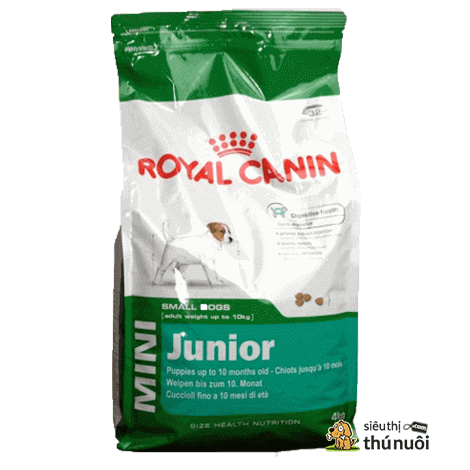 32
ROYAL CANIN
Digestive health
SMALL DOGS
[adult weight up to 10kg]
MINI
Junior
Puppies up to 10 months old - Chiots jusqu'à 10 mois
Welpen bis zum 10. Monat
Cuccioli fino a 10 mesi di età
4kg
SIZE HEALTH NUTRITION
siêuthị
.com
thúnuôi